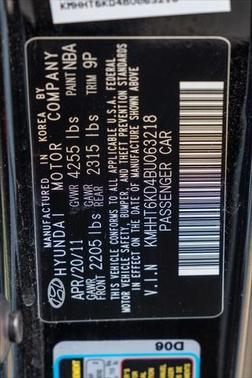 KMHHT6KD4BU063218
MANUFACTURED IN KOREA BY
HYUNDAI MOTOR COMPANY
APR/20/11 GVWR 4255 lbs PAINT NBA
GAWR FRONT 2205 lbs GAWR 2315 lbs TRIM 9P
THIS VEHICLE CONFORMS TO ALL APPLICABLE U.S.A. FEDERAL
MOTOR VEHICLE SAFETY, BUMPER, AND THEFT PREVENTION
STANDARDS IN EFFECT ON THE DATE OF MANUFACTURE SHOWN ABOVE.
V.I.N KMHHT6KD4BU063218
PASSENGER CAR
D06